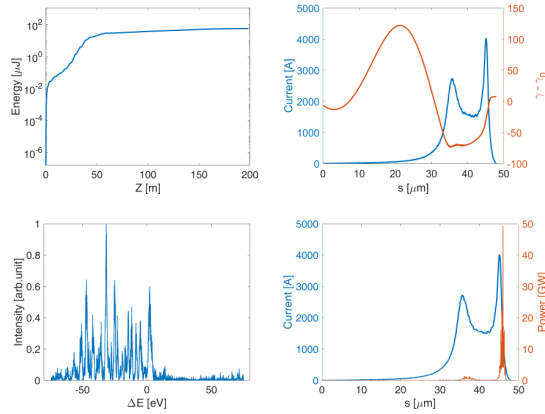 10^2
10^0
10^-2
10^-4
10^-6
Energy [μJ]
0 50 100 150 200
Z [m]
5000
4000
3000
2000
1000
0
Current [A]
150
100
50
0
-50
-100
γ - γ0
0 10 20 30 40 50
s [μm]
1
0.8
0.6
0.4
0.2
0
Intensity [arb.unit]
-50 0 50
ΔE [eV]
5000
4000
3000
2000
1000
0
Current [A]
50
40
30
20
10
0
Power [GW]
0 10 20 30 40 50
s [μm]